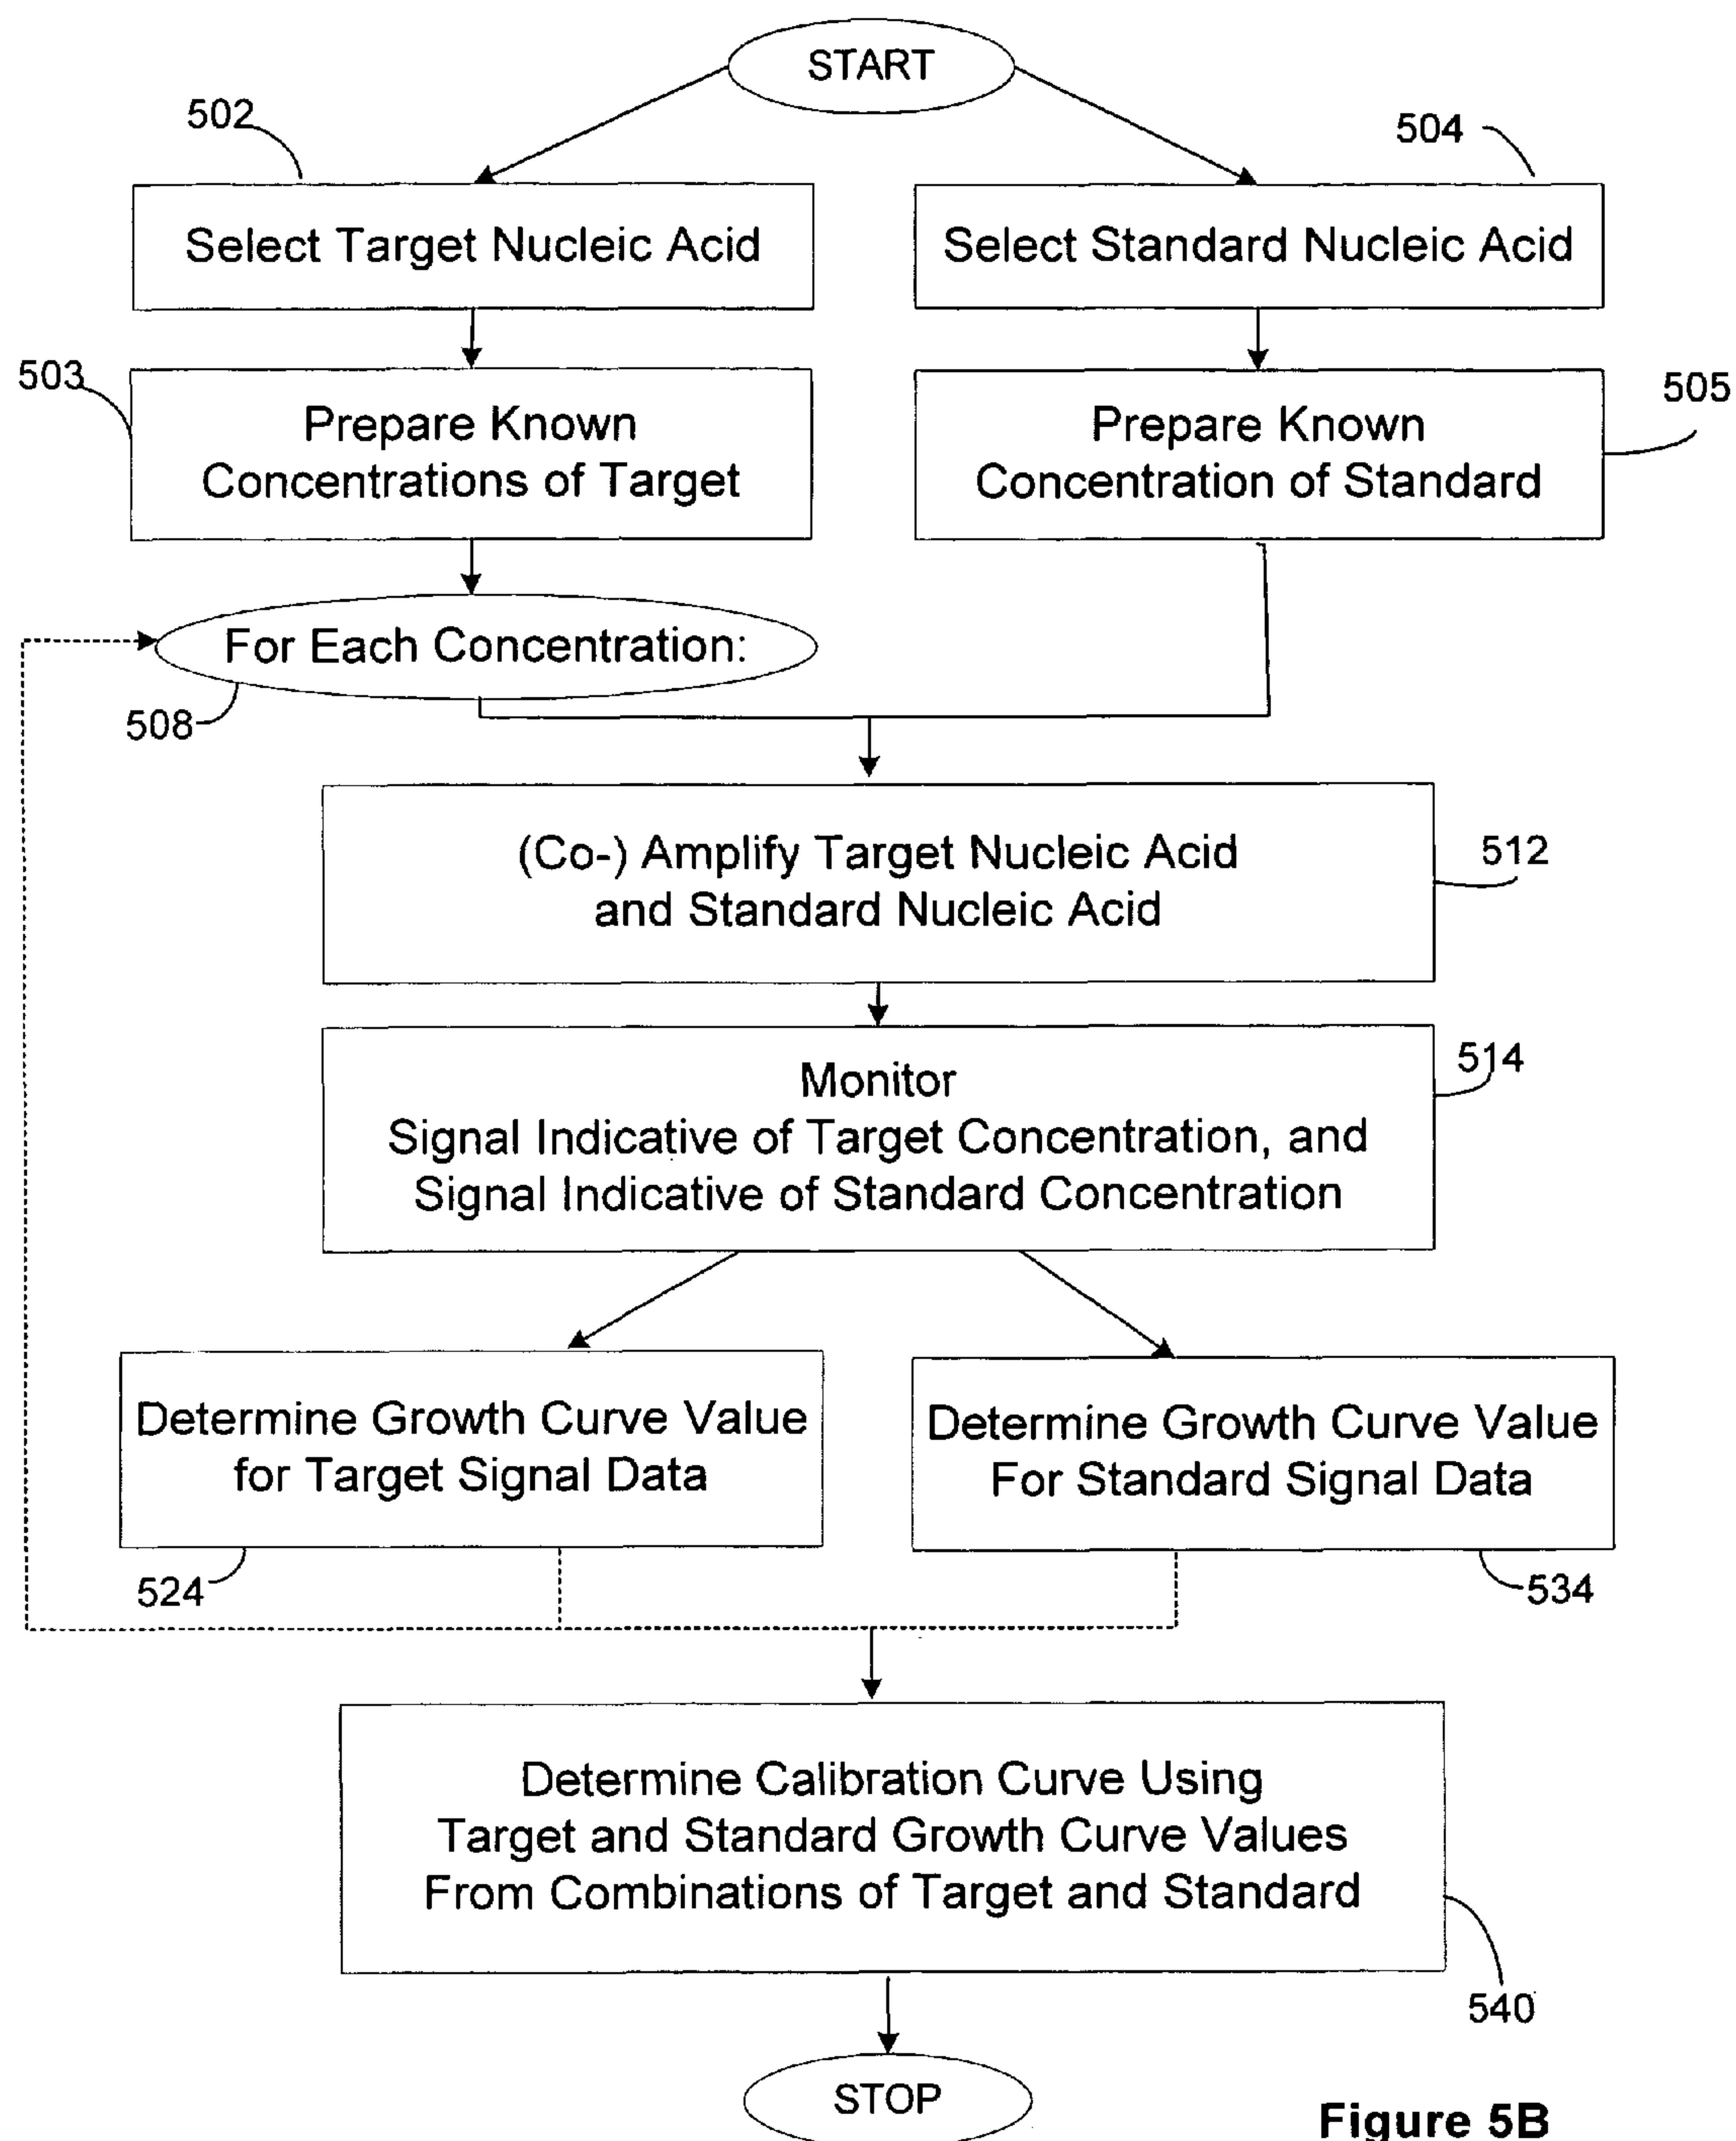 START
502
504
Select Target Nucleic Acid
Select Standard Nucleic Acid
503
505
Prepare Known
Concentrations of Target
Prepare Known
Concentration of Standard
For Each Concentration:
508
(Co-) Amplify Target Nucleic Acid
and Standard Nucleic Acid
512
Monitor
Signal Indicative of Target Concentration, and
Signal Indicative of Standard Concentration
514
Determine Growth Curve Value
for Target Signal Data
Determine Growth Curve Value
For Standard Signal Data
524
534
Determine Calibration Curve Using
Target and Standard Growth Curve Values
From Combinations of Target and Standard
540
STOP
Figure 5B